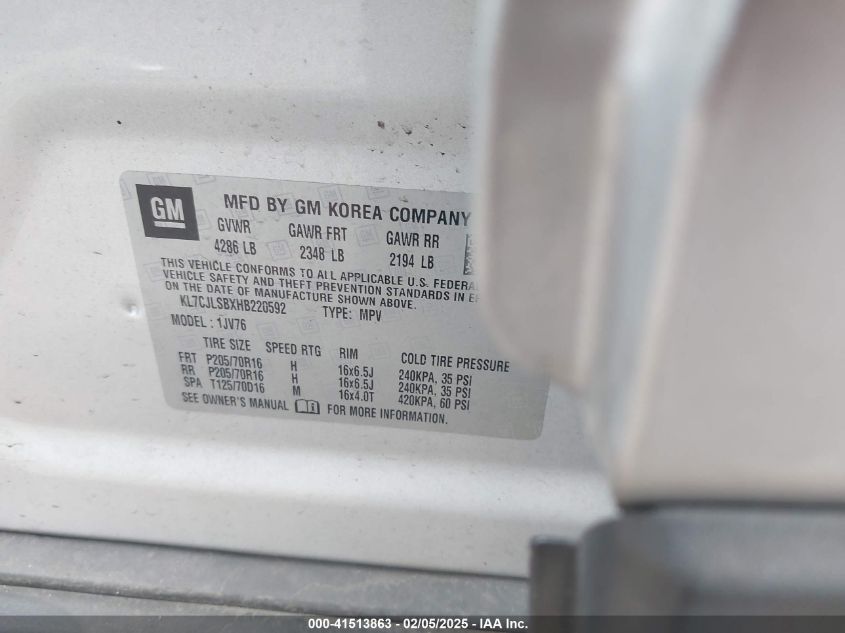 GM
MFD BY GM KOREA COMPANY
GVWR GAWR FRT GAWR RR
4286 LB 2348 LB 2194 LB
THIS VEHICLE CONFORMS TO ALL APPLICABLE U.S. FEDERAL
VEHICLE SAFETY AND THEFT PREVENTION STANDARDS IN
ON THE DATE OF MANUFACTURE SHOWN ABOVE.
KL7CJLSBXHB220592 TYPE: MPV
MODEL: 1JV76
TIRE SIZE SPEED RTG RIM COLD TIRE PRESSURE
FRT P205/70R16 H 16x6.5J 240KPA, 35 PSI
RR P205/70R16 H 16x6.5J 240KPA, 35 PSI
SPA T125/70D16 M 16x4.0T 420KPA, 60 PSI
SEE OWNER'S MANUAL FOR MORE INFORMATION.
000-41513863 - 02/05/2025 - IAA Inc.